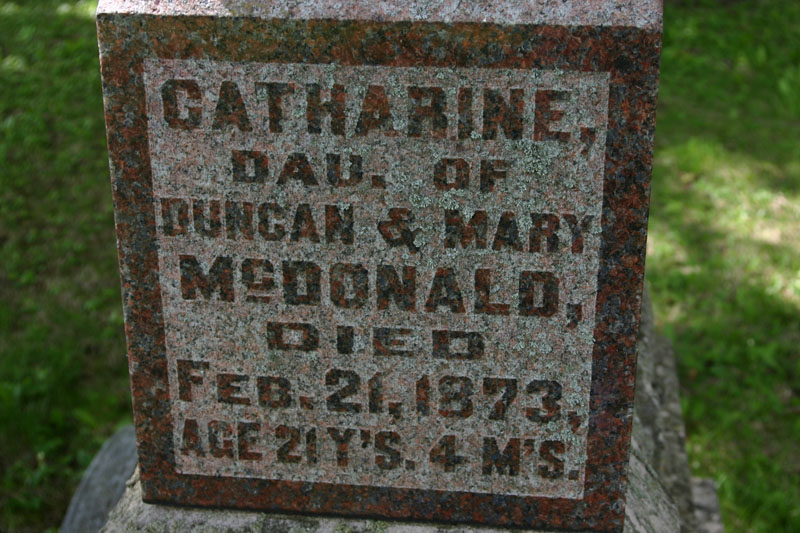 CATHARINE,
DAU. OF
DUNCAN & MARY
McDONALD,
DIED
FEB. 21, 1873,
AGE 21 Y'S. 4 M'S.